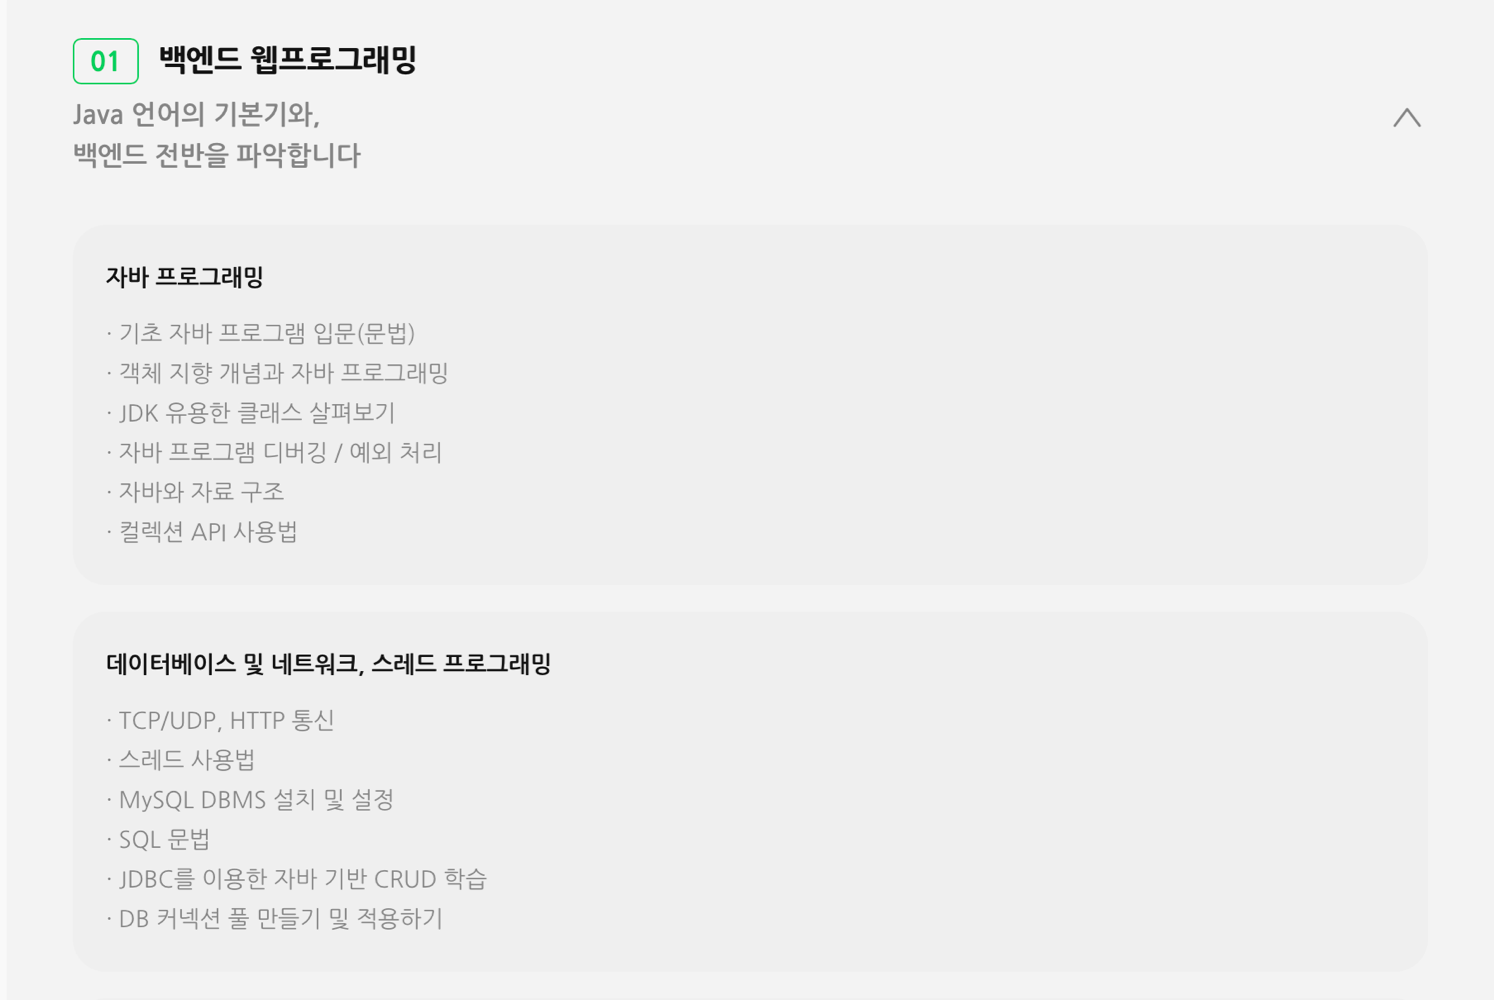 01 백엔드 웹프로그래밍
Java 언어의 기본기와,
백엔드 전반을 파악합니다
자바 프로그래밍
· 기초 자바 프로그램 입문(문법)
· 객체 지향 개념과 자바 프로그래밍
· JDK 유용한 클래스 살펴보기
· 자바 프로그램 디버깅 / 예외 처리
· 자바와 자료 구조
· 컬렉션 API 사용법
데이터베이스 및 네트워크, 스레드 프로그래밍
· TCP/UDP, HTTP 통신
· 스레드 사용법
· MySQL DBMS 설치 및 설정
· SQL 문법
· JDBC를 이용한 자바 기반 CRUD 학습
· DB 커넥션 풀 만들기 및 적용하기